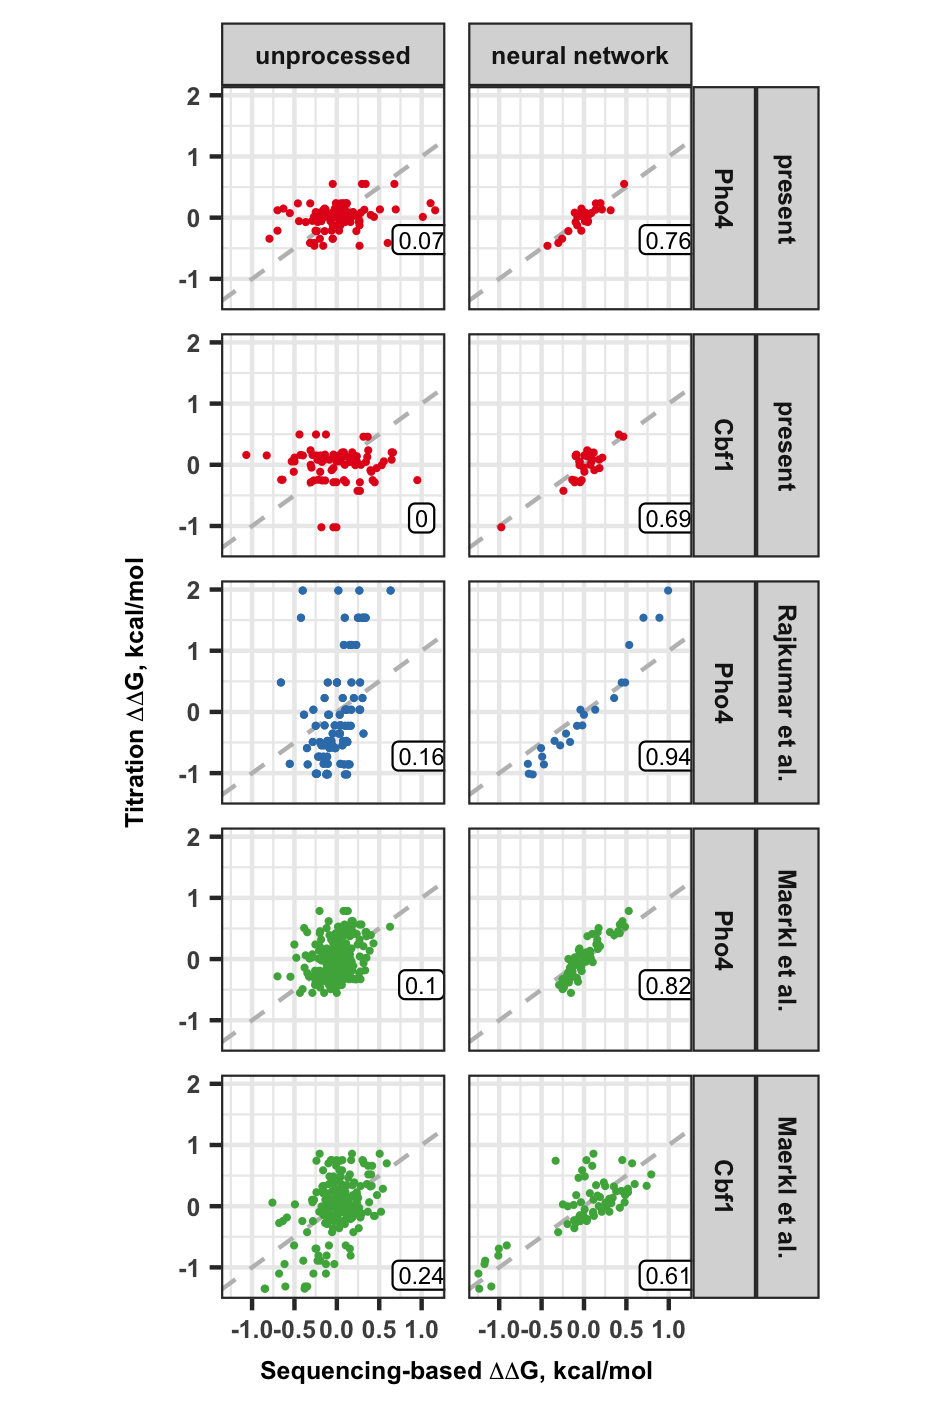 unprocessed neural network
2
1
0
-1
0.07
0.76
Pho4
present
2
1
0
-1
0
0.69
Cbf1
present
2
1
0
-1
0.16
0.94
Pho4
Rajkumar et al.
2
1
0
-1
0.1
0.82
Pho4
Maerkl et al.
2
1
0
-1
0.24
0.61
Cbf1
Maerkl et al.
Titration ΔΔG, kcal/mol
-1.0 -0.5 0.0 0.5 1.0 -1.0 -0.5 0.0 0.5 1.0
Sequencing-based ΔΔG, kcal/mol